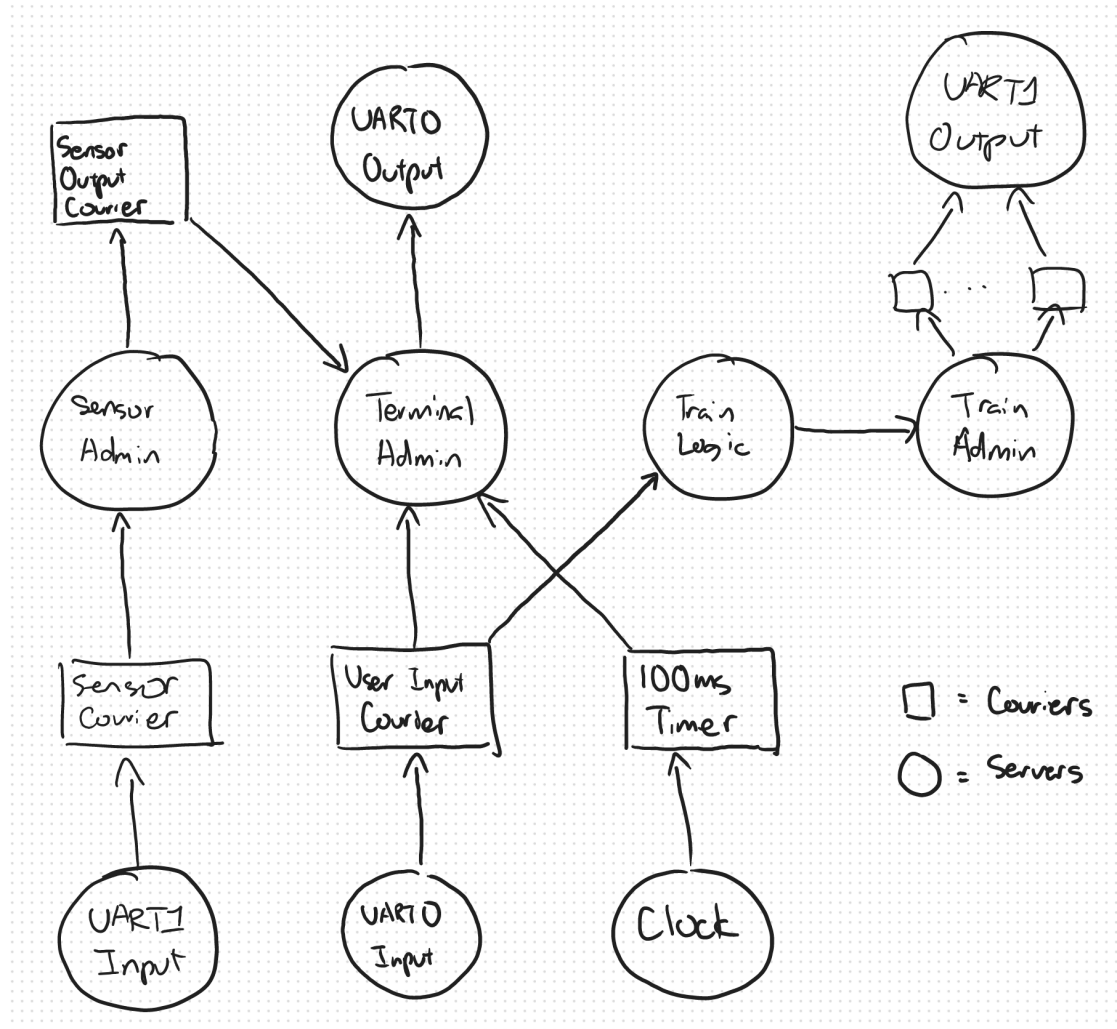 UART1
Output
UART0
Output
Sensor
Output
Courier
Sensor
Admin
Terminal
Admin
Train
Logic
Train
Admin
Sensor
Courier
User Input
Courier
100ms
Timer
= Couriers
= Servers
UART1
Input
UART0
Input
Clock